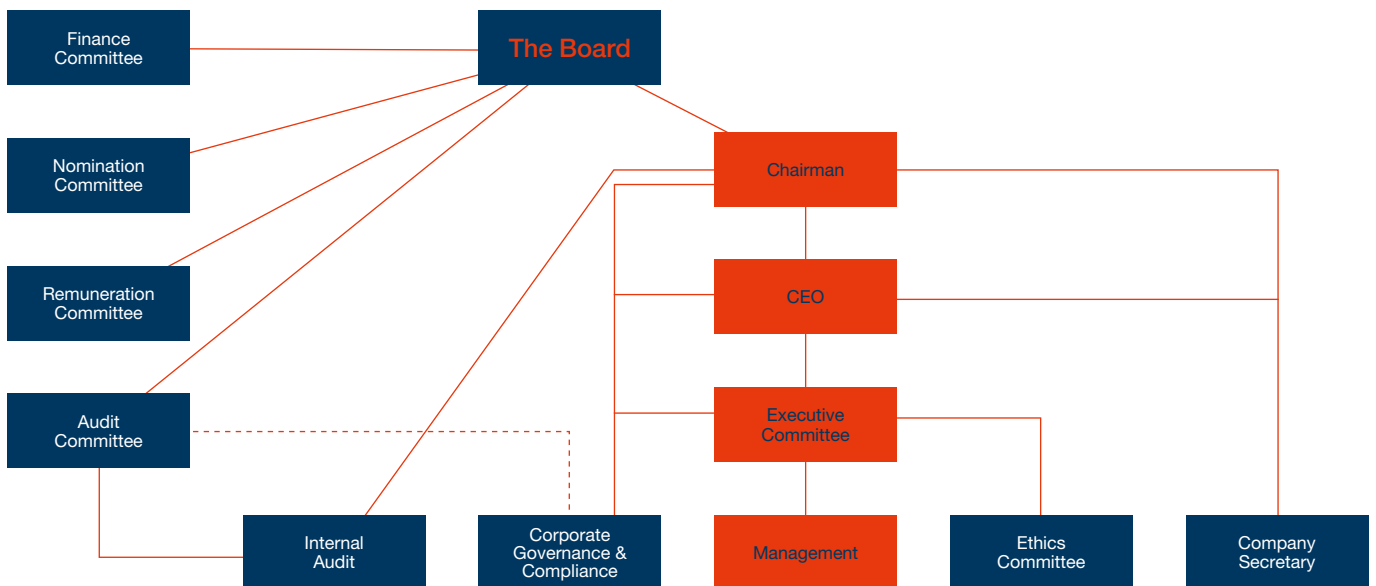 Finance
Committee
The Board
Nomination
Committee
Chairman
Remuneration
Committee
CEO
Audit
Committee
Executive
Committee
Internal
Audit
Corporate
Governance &
Compliance
Management
Ethics
Committee
Company
Secretary